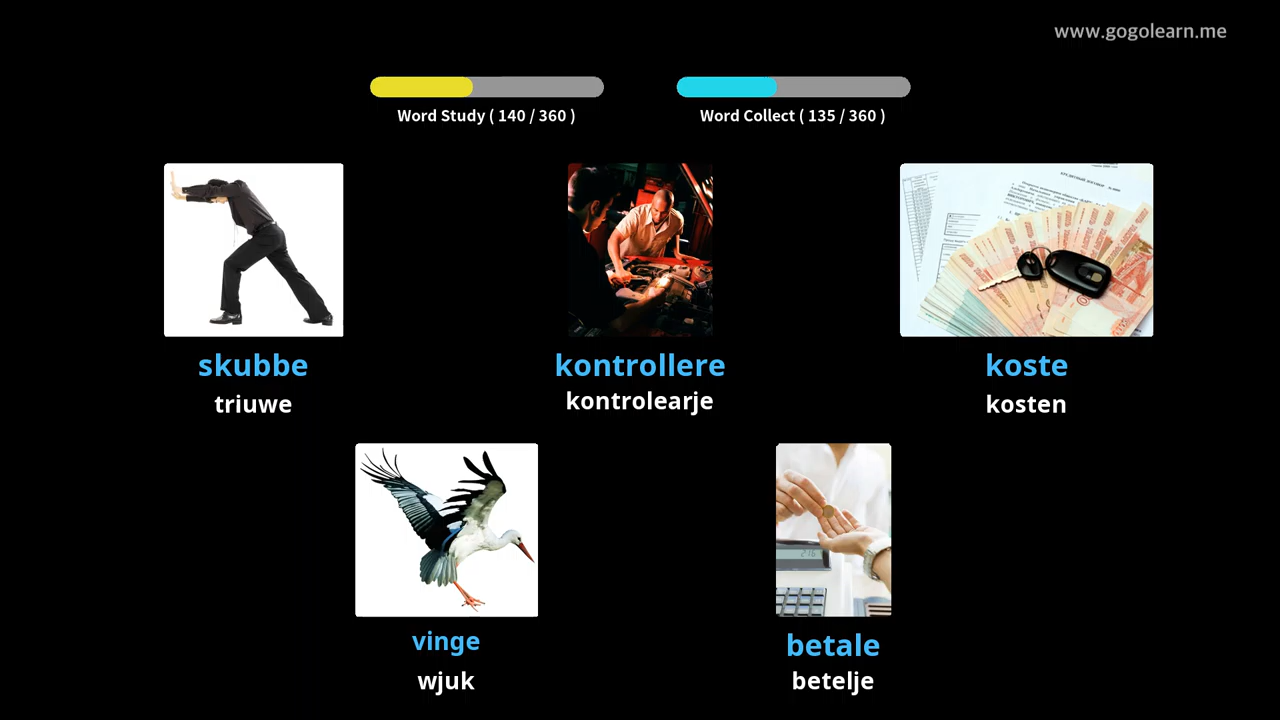 www.gogolearn.me
Word Study ( 140 / 360 )
Word Collect ( 135 / 360 )
skubbe
triuwe
kontrollere
kontrolearje
koste
kosten
vinge
wjuk
betale
betelje